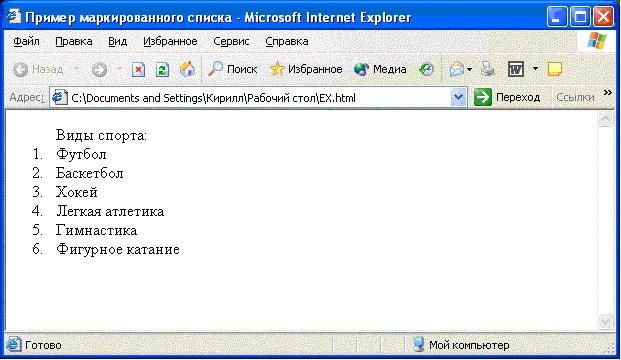 Пример маркированного списка - Microsoft Internet Explorer
Файл Правка Вид Избранное Сервис Справка
Назад Поиск Избранное Медиа
Адрес: C:\Documents and Settings\Кирилл\Рабочий стол\EX.html Переход Ссылки »
Виды спорта:
1. Футбол
2. Баскетбол
3. Хокей
4. Легкая атлетика
5. Гимнастика
6. Фигурное катание
Готово Мой компьютер